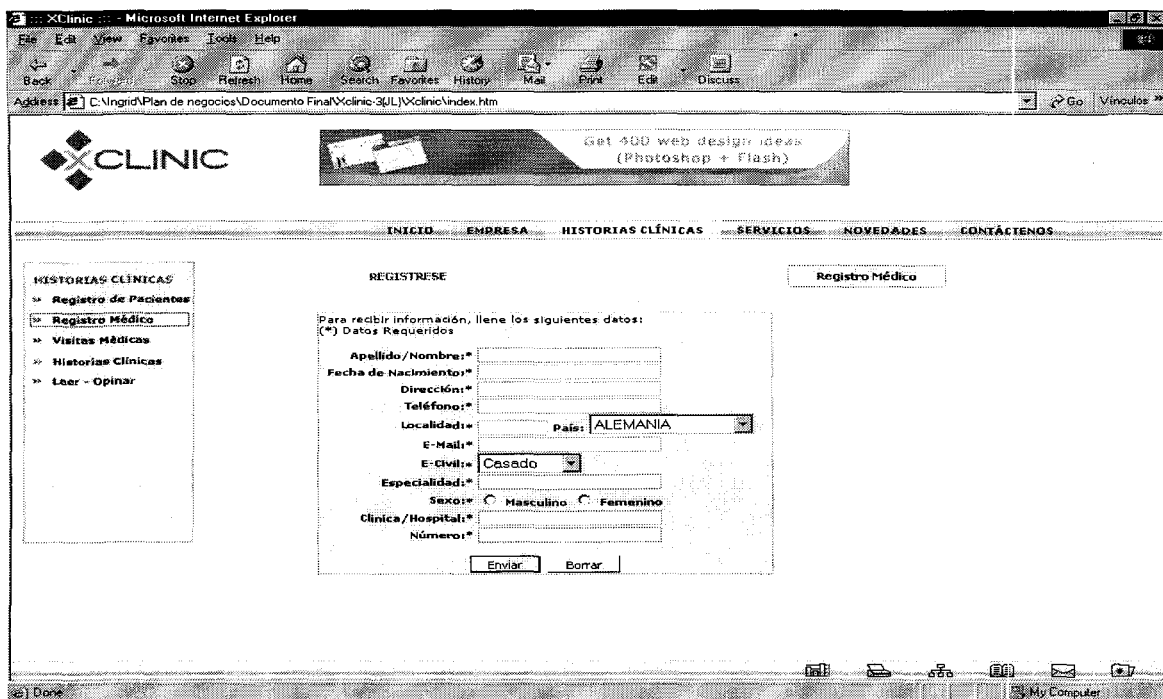 ::: XClinic ::: - Microsoft Internet Explorer
File Edit View Favorites Tools Help
Back Forward Stop Refresh Home Search Favorites History Mail Print Edit Discuss
Address C:\Ingrid\Plan de negocios\Documento Final\Xclinic-3(JL)\Xclinic\index.htm Go Vínculos »
XCLINIC
Get 400 web design ideas
(Photoshop + Flash)
INICIO EMPRESA HISTORIAS CLÍNICAS SERVICIOS NOVEDADES CONTÁCTENOS
HISTORIAS CLÍNICAS
» Registro de Pacientes
» Registro Médico
» Visitas Médicas
» Historias Clínicas
» Leer - Opinar
REGISTRESE
Registro Médico
Para recibir información, llene los siguientes datos:
(*) Datos Requeridos
Apellido/Nombre:*
Fecha de Nacimiento:*
Dirección:*
Teléfono:*
Localidad:* País: ALEMANIA
E-Mail:*
E-Civil:* Casado
Especialidad:*
Sexo:* Masculino Femenino
Clinica/Hospital:*
Número:*
Enviar Borrar
Done My Computer